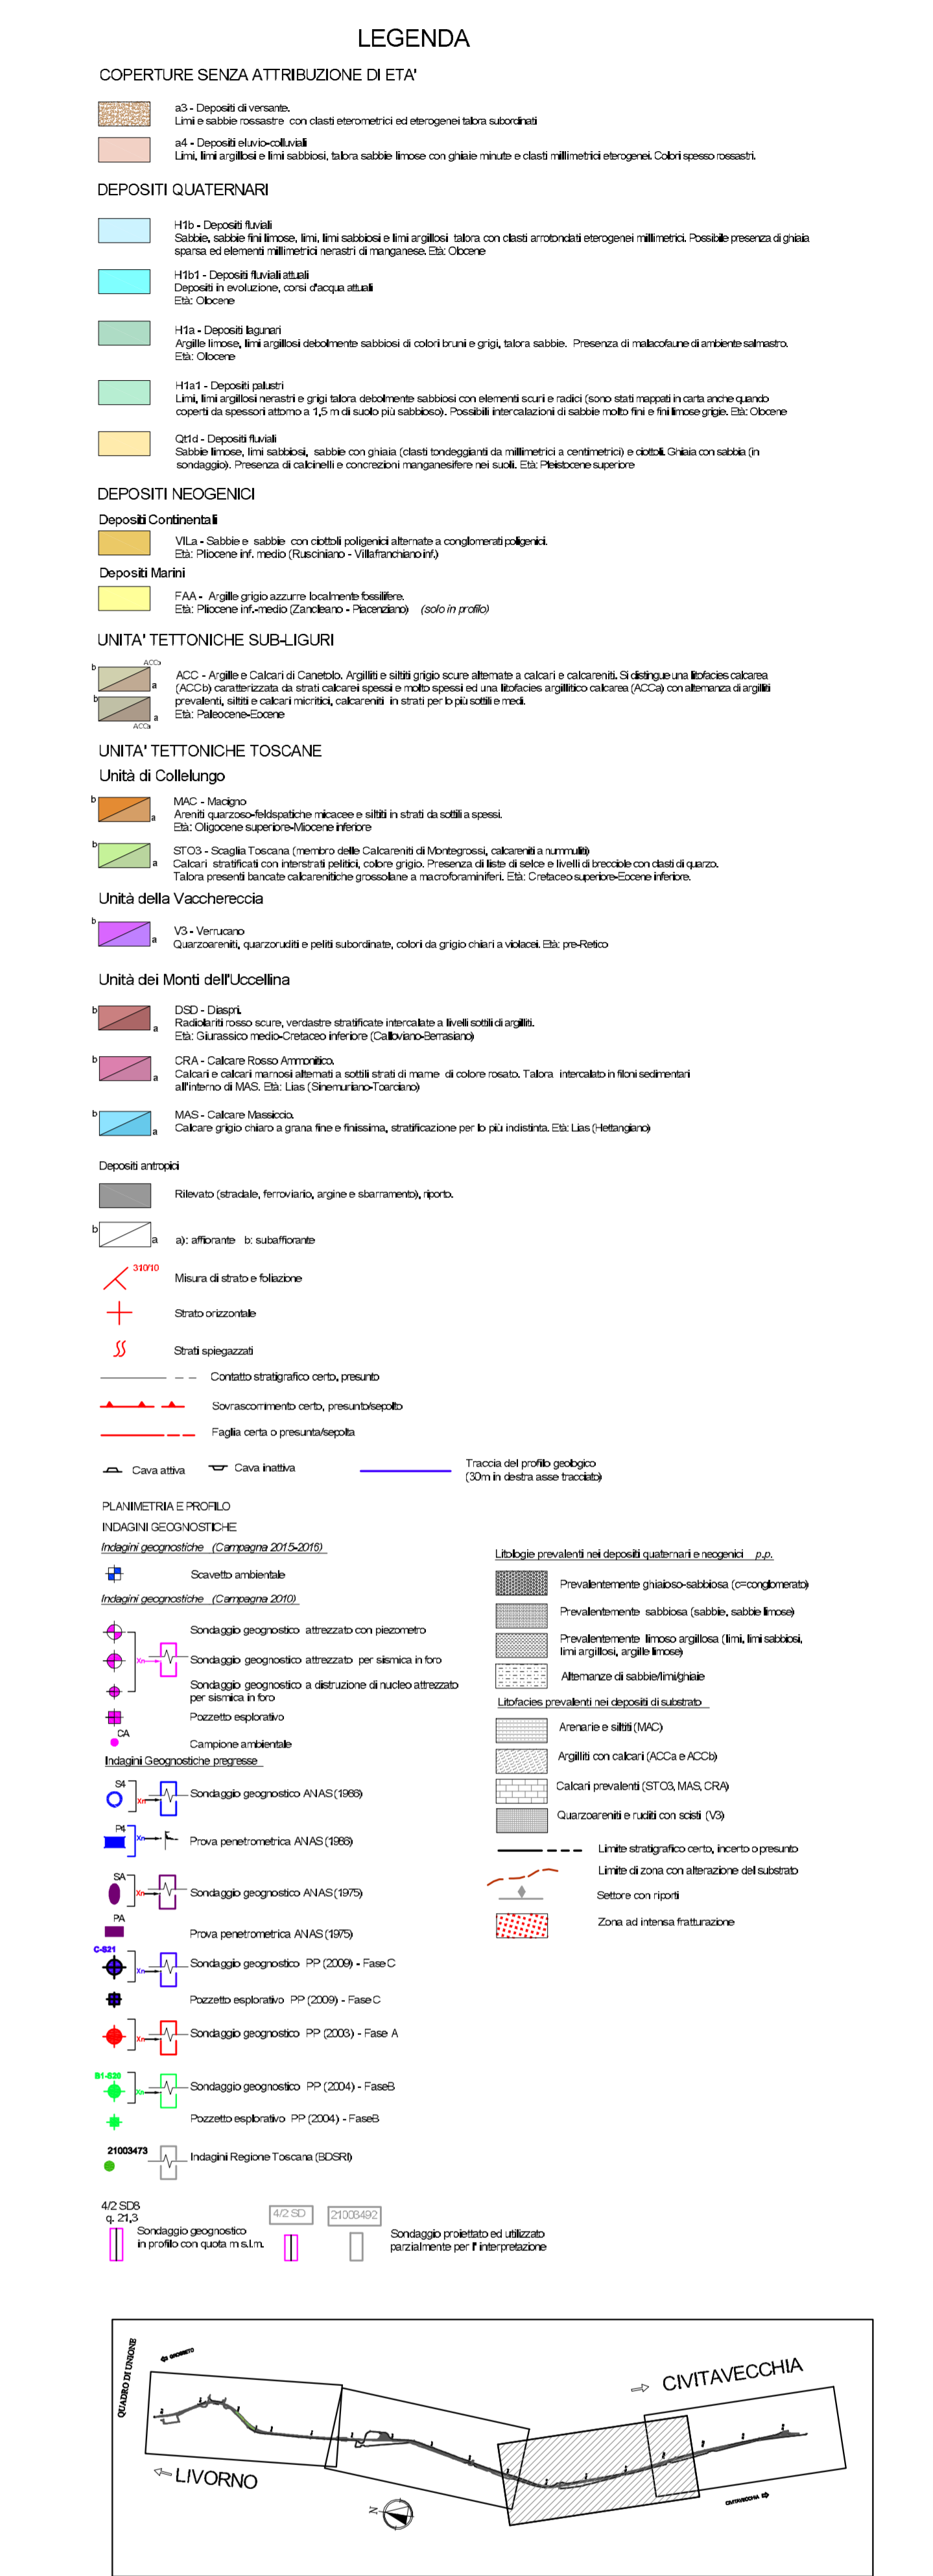 LEGENDA
COPERTURE SENZA ATTRIBUZIONE DI ETA'
a3 - Depositi di versante.
Limi e sabbie rossastre con clasti eterometrici ed eterogenei talora subordinati
a4 - Depositi eluvio-colluviali
Limi, limi argillosi e limi sabbiosi, talora sabbie limose con ghiaie minute e clasti millimetrici eterogenei. Colori spesso rossastri.
DEPOSITI QUATERNARI
H1b - Depositi fluviali
Sabbie, sabbie fini limose, limi, limi sabbiosi e limi argillosi talora con clasti arrotondati eterogenei millimetrici. Possibile presenza di ghiaia
sparsa ed elementi millimetrici nerastri di manganese. Età: Olocene
H1b1 - Depositi fluviali attuali
Depositi in evoluzione, corsi d'acqua attuali
Età: Olocene
H1a - Depositi lagunari
Argille limose, limi argillosi debolmente sabbiosi di colori bruni e grigi, talora sabbie. Presenza di malacofaune di ambiente salmastro.
Età: Olocene
H1a1 - Depositi palustri
Limi, limi argillosi nerastri e grigi talora debolmente sabbiosi con elementi scuri e radici (sono stati mappati in carta anche quando
coperti da spessori attorno a 1,5 m di suolo più sabbioso). Possibili intercalazioni di sabbie molto fini e fini limose grigie. Età: Olocene
Qt1d - Depositi fluviali
Sabbie limose, limi sabbiosi, sabbie con ghiaia (clasti tondeggianti da millimetrici a centimetrici) e ciottoli. Ghiaia con sabbia (in
sondaggio). Presenza di calcinelli e concrezioni manganesifere nei suoli. Età: Pleistocene superiore
DEPOSITI NEOGENICI
Depositi Continentali
VILa - Sabbie e sabbie con ciottoli poligenici alternate a conglomerati poligenici.
Età: Pliocene inf. medio (Rusciniano - Villafranchiano inf.)
Depositi Marini
FAA - Argille grigio azzurre localmente fossilifere.
Età: Pliocene inf.-medio (Zancleano - Piacenziano) (solo in profilo)
UNITA' TETTONICHE SUB-LIGURI
ACCb
b
a
b
a
ACCa
ACC - Argille e Calcari di Canetolo. Argilliti e siltiti grigio scure alternate a calcari e calcareniti. Si distingue una litofacies calcarea
(ACCb) caratterizzata da strati calcarei spessi e molto spessi ed una litofacies argillitico calcarea (ACCa) con alternanza di argilliti
prevalenti, siltiti e calcari micritici, calcareniti in strati per lo più sottili e medi.
Età: Paleocene-Eocene
UNITA' TETTONICHE TOSCANE
Unità di Collelungo
b
a
MAC - Macigno
Areniti quarzoso-feldspatiche micacee e siltiti in strati da sottili a spessi.
Età: Oligocene superiore-Miocene inferiore
b
a
STO3 - Scaglia Toscana (membro delle Calcareniti di Montegrossi, calcareniti a nummuliti)
Calcari stratificati con interstrati pelitici, colore grigio. Presenza di liste di selce e livelli di brecciole con clasti di quarzo.
Talora presenti bancate calcarenitiche grossolane a macroforaminiferi. Età: Cretaceo superiore-Eocene inferiore.
Unità della Vacchereccia
b
a
V3 - Verrucano
Quarzoareniti, quarzoruditi e peliti subordinate, colori da grigio chiari a violacei. Età: pre-Retico
Unità dei Monti dell'Uccellina
b
a
DSD - Diaspri.
Radiolariti rosso scure, verdastre stratificate intercalate a livelli sottili di argilliti.
Età: Giurassico medio-Cretaceo inferiore (Calloviano-Berrasiano)
b
a
CRA - Calcare Rosso Ammonitico.
Calcari e calcari marnosi alternati a sottili strati di marne di colore rosato. Talora intercalato in filoni sedimentari
all'interno di MAS. Età: Lias (Sinemuriano-Toarciano)
b
a
MAS - Calcare Massiccio.
Calcare grigio chiaro a grana fine e finissima, stratificazione per lo più indistinta. Età: Lias (Hettangiano)
Depositi antropici
Rilevato (stradale, ferroviario, argine e sbarramento), riporto.
b
a
a): affiorante b: subaffiorante
310/10
Misura di strato e foliazione
Strato orizzontale
Strati spiegazzati
Contatto stratigrafico certo, presunto
Sovrascorrimento certo, presunto/sepolto
Faglia certa o presunta/sepolta
Cava attiva
Cava inattiva
Traccia del profilo geologico
(30m in destra asse tracciato)
PLANIMETRIA E PROFILO
INDAGINI GEOGNOSTICHE
Indagini geognostiche (Campagna 2015-2016)
Scavetto ambientale
Indagini geognostiche (Campagna 2010)
Sondaggio geognostico attrezzato con piezometro
Xn
Sondaggio geognostico attrezzato per sismica in foro
Sondaggio geognostico a distruzione di nucleo attrezzato
per sismica in foro
Pozzetto esplorativo
CA
Campione ambientale
Indagini Geognostiche pregresse
S4
Xn
Sondaggio geognostico ANAS (1986)
P4
Xn
Prova penetrometrica ANAS (1986)
SA
Xn
Sondaggio geognostico ANAS (1975)
PA
Prova penetrometrica ANAS (1975)
C-S21
Xn
Sondaggio geognostico PP (2009) - Fase C
Pozzetto esplorativo PP (2009) - Fase C
Xn
Sondaggio geognostico PP (2003) - Fase A
B1-S20
Xn
Sondaggio geognostico PP (2004) - FaseB
Pozzetto esplorativo PP (2004) - FaseB
21003473
Indagini Regione Toscana (BDSRI)
Litologie prevalenti nei depositi quaternari e neogenici p.p.
Prevalentemente ghiaioso-sabbiosa (c=conglomerato)
Prevalentemente sabbiosa (sabbie, sabbie limose)
Prevalentemente limoso argillosa (limi, limi sabbiosi,
limi argillosi, argille limose)
Alternanze di sabbie/limi/ghiaie
Litofacies prevalenti nei depositi di substrato
Arenarie e siltiti (MAC)
Argilliti con calcari (ACCa e ACCb)
Calcari prevalenti (STO3, MAS, CRA)
Quarzoareniti e ruditi con scisti (V3)
Limite stratigrafico certo, incerto o presunto
Limite di zona con alterazione del substrato
Settore con riporti
Zona ad intensa fratturazione
4/2 SD8
q. 21,3
Sondaggio geognostico
in profilo con quota m s.l.m.
4/2 SD
21008492
Sondaggio proiettato ed utilizzato
parzialmente per l' interpretazione
QUADRO DI UNIONE
GROSSETO
CIVITAVECCHIA
LIVORNO
N
CIVITAVECCHIA